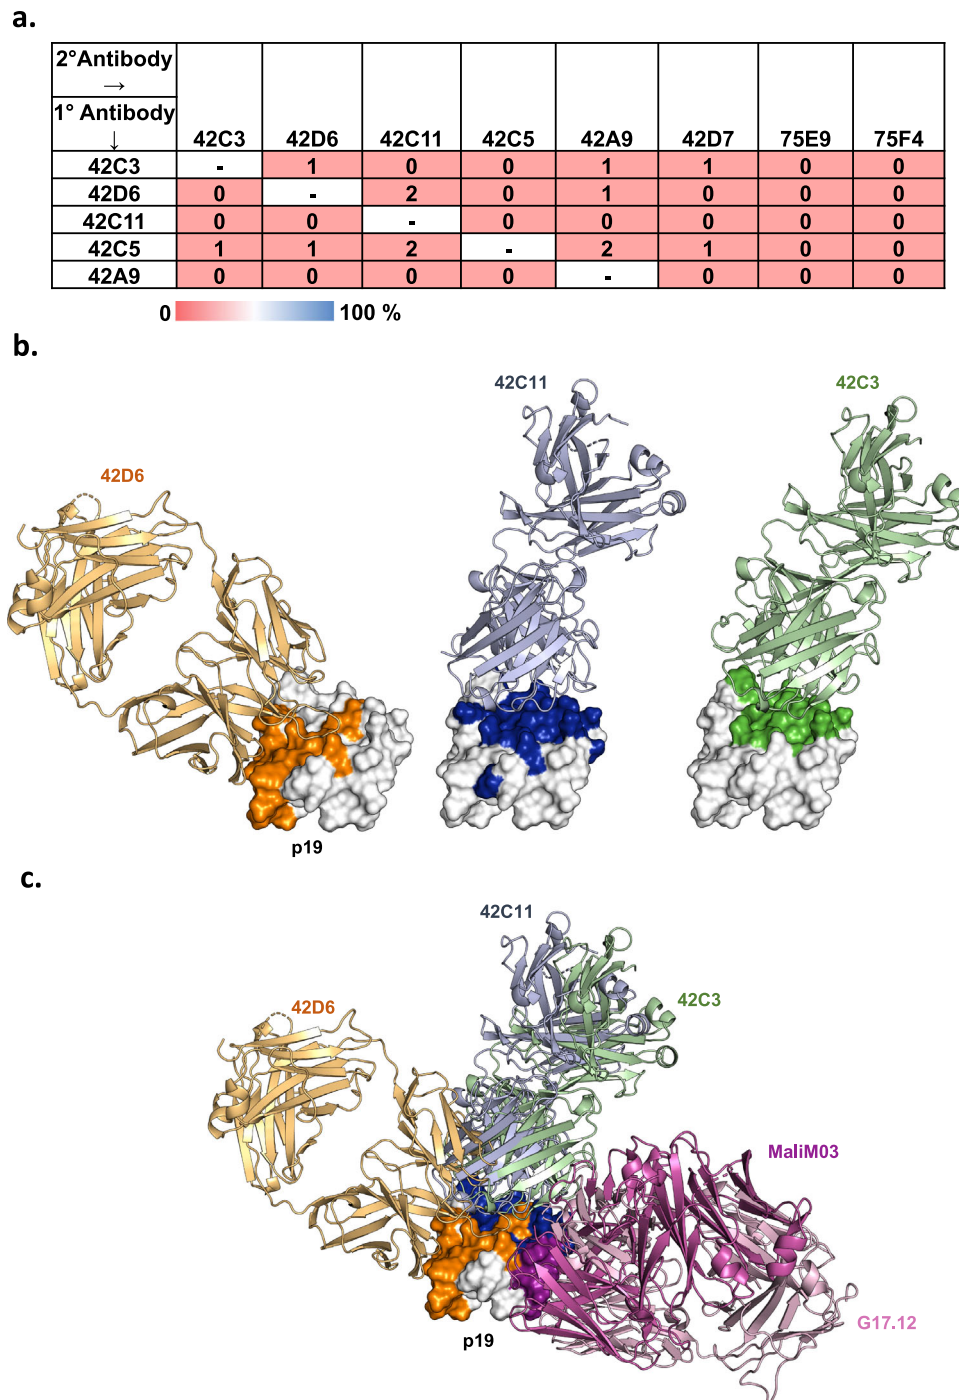 a.
2°Antibody
→
1° Antibody
↓ 42C3 42D6 42C11 42C5 42A9 42D7 75E9 75F4
42C3 - 1 0 0 1 1 0 0
42D6 0 - 2 0 1 0 0 0
42C11 0 0 - 0 0 0 0 0
42C5 1 1 2 - 2 1 0 0
42A9 0 0 0 0 - 0 0 0
0 100 %
b.
42C11 42C3
42D6
p19
c.
42C11
42C3
42D6
MaliM03
G17.12
p19